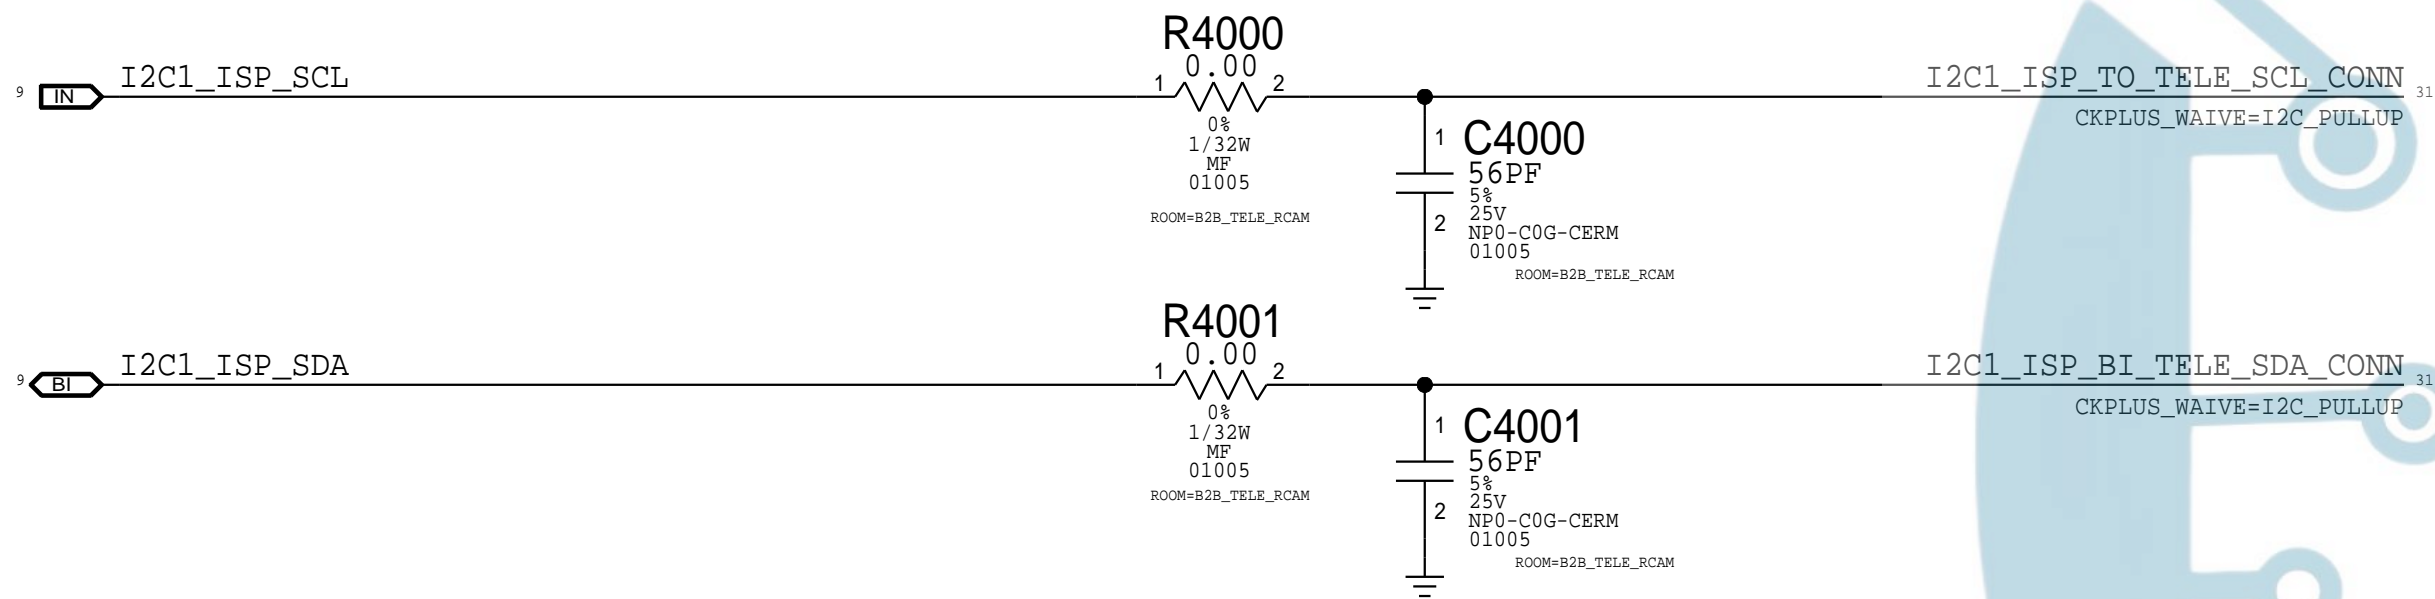 R4000
0.00
9 IN I2C1_ISP_SCL 1 2 I2C1_ISP_TO_TELE_SCL_CONN 31
CKPLUS_WAIVE=I2C_PULLUP
0%
1/32W
MF
01005
ROOM=B2B_TELE_RCAM
1 C4000
56PF
5%
25V
2 NP0-C0G-CERM
01005
ROOM=B2B_TELE_RCAM
R4001
0.00
9 BI I2C1_ISP_SDA 1 2 I2C1_ISP_BI_TELE_SDA_CONN 31
CKPLUS_WAIVE=I2C_PULLUP
0%
1/32W
MF
01005
ROOM=B2B_TELE_RCAM
1 C4001
56PF
5%
25V
2 NP0-C0G-CERM
01005
ROOM=B2B_TELE_RCAM